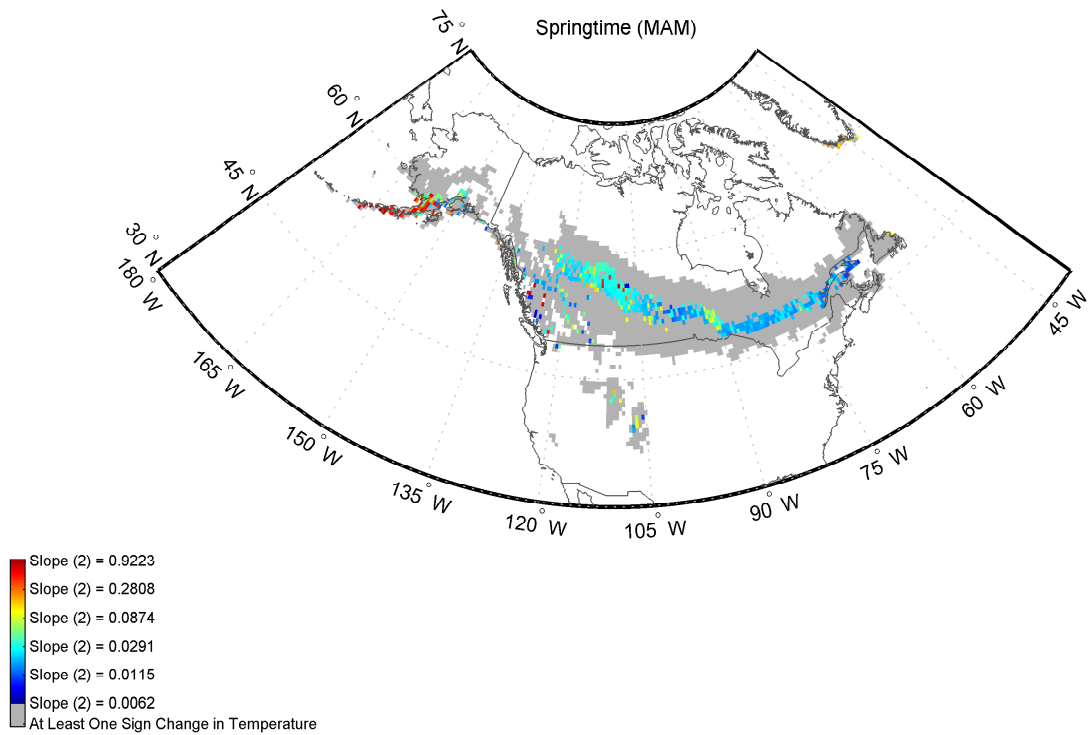 Springtime (MAM)
75° N
60° N
45° N
30° N
180° W
165° W
150° W
135° W
120° W
105° W
90° W
75° W
60° W
45° W
Slope (2) = 0.9223
Slope (2) = 0.2808
Slope (2) = 0.0874
Slope (2) = 0.0291
Slope (2) = 0.0115
Slope (2) = 0.0062
At Least One Sign Change in Temperature